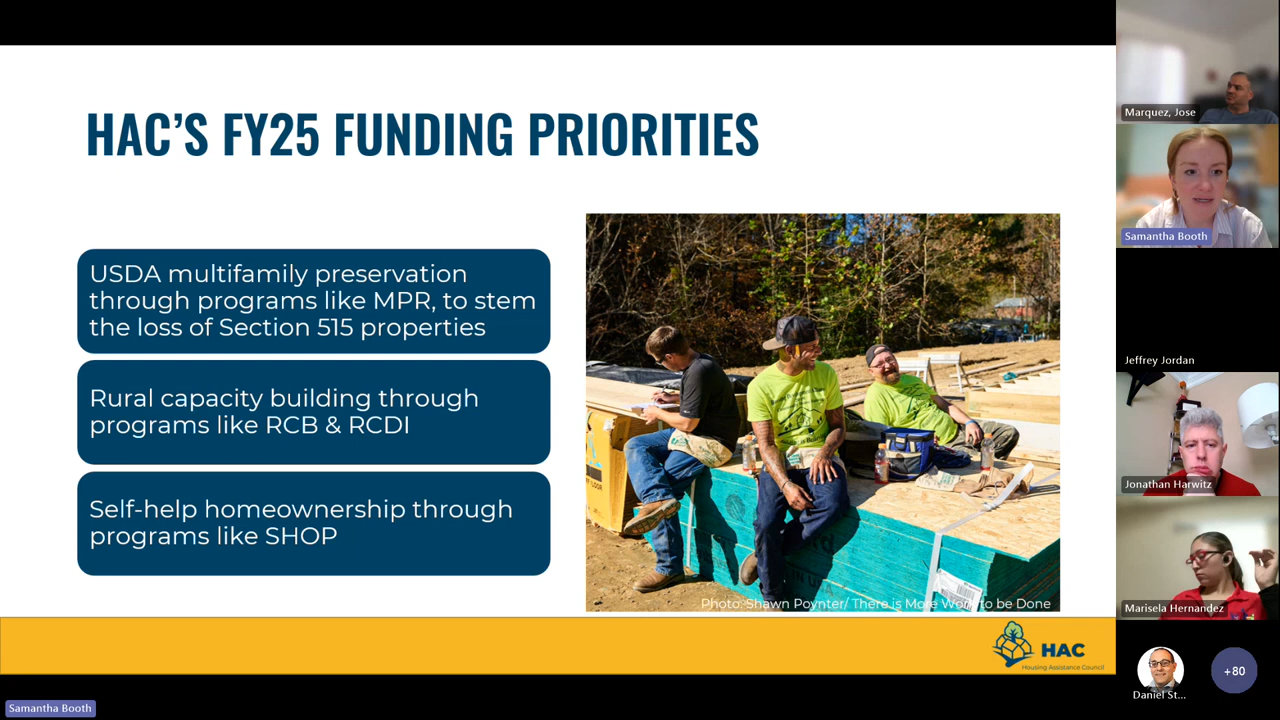 HAC’S FY25 FUNDING PRIORITIES
USDA multifamily preservation
through programs like MPR, to stem
the loss of Section 515 properties
Rural capacity building through
programs like RCB & RCDI
Self-help homeownership through
programs like SHOP
Photo: Shawn Poynter/ There is More Work to be Done
HAC
Housing Assistance Council
Samantha Booth
Marquez, Jose
Samantha Booth
Jeffrey Jordan
Jonathan Harwitz
Marisela Hernandez
Daniel St...
+80